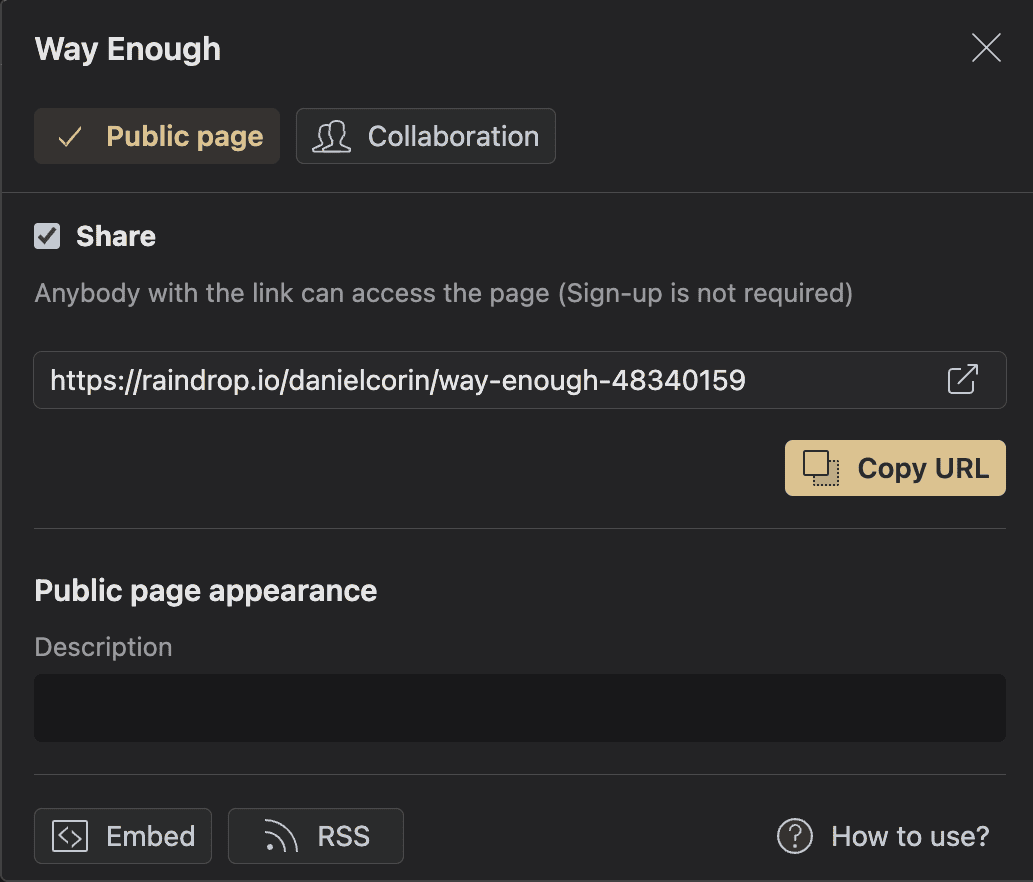 Way Enough
Public page
Collaboration
Share
Anybody with the link can access the page (Sign-up is not required)
https://raindrop.io/danielcorin/way-enough-48340159
Copy URL
Public page appearance
Description
Embed
RSS
How to use?